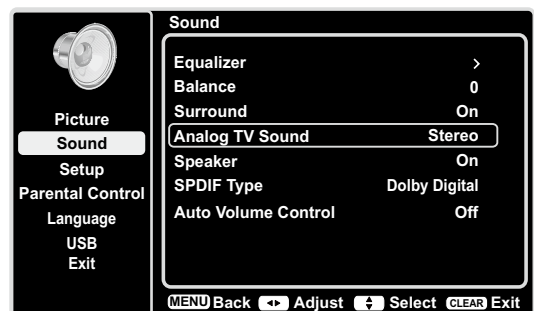 Sound
Picture
Sound
Setup
Parental Control
Language
USB
Exit
Equalizer >
Balance 0
Surround On
Analog TV Sound Stereo
Speaker On
SPDIF Type Dolby Digital
Auto Volume Control Off
MENU Back Adjust Select CLEAR Exit